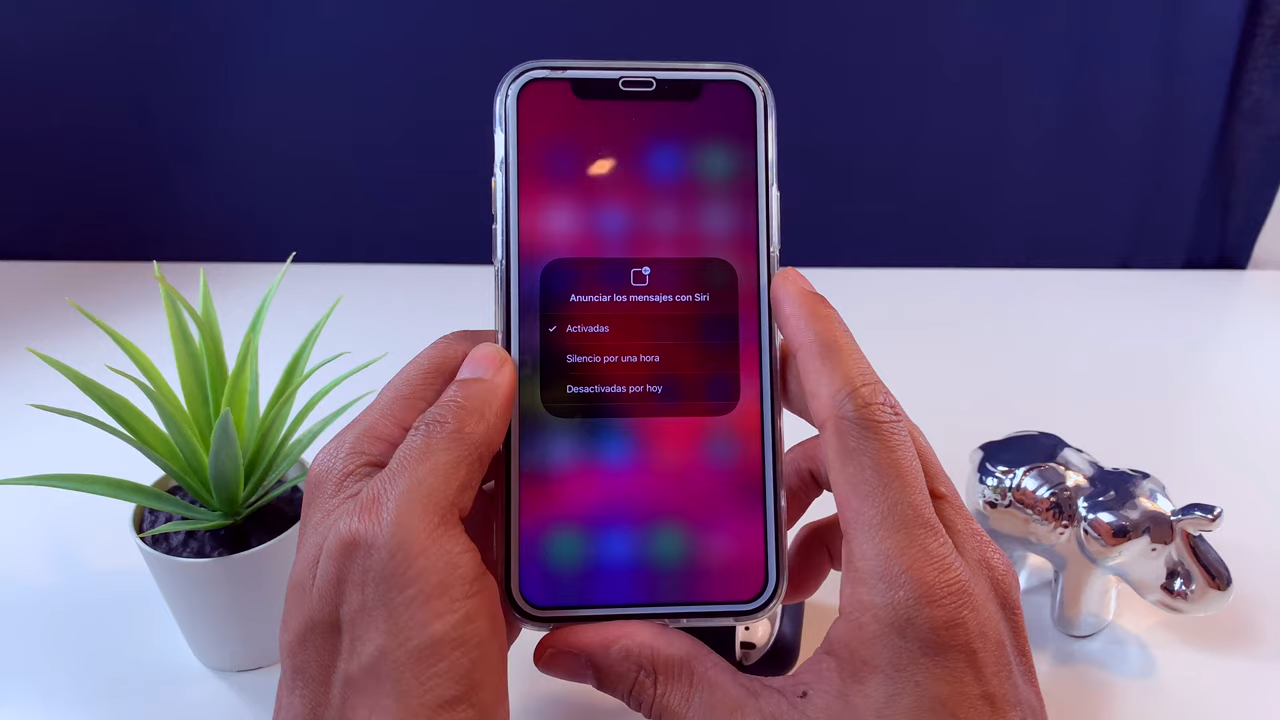 Anunciar los mensajes con Siri
Activadas
Silencio por una hora
Desactivadas por hoy